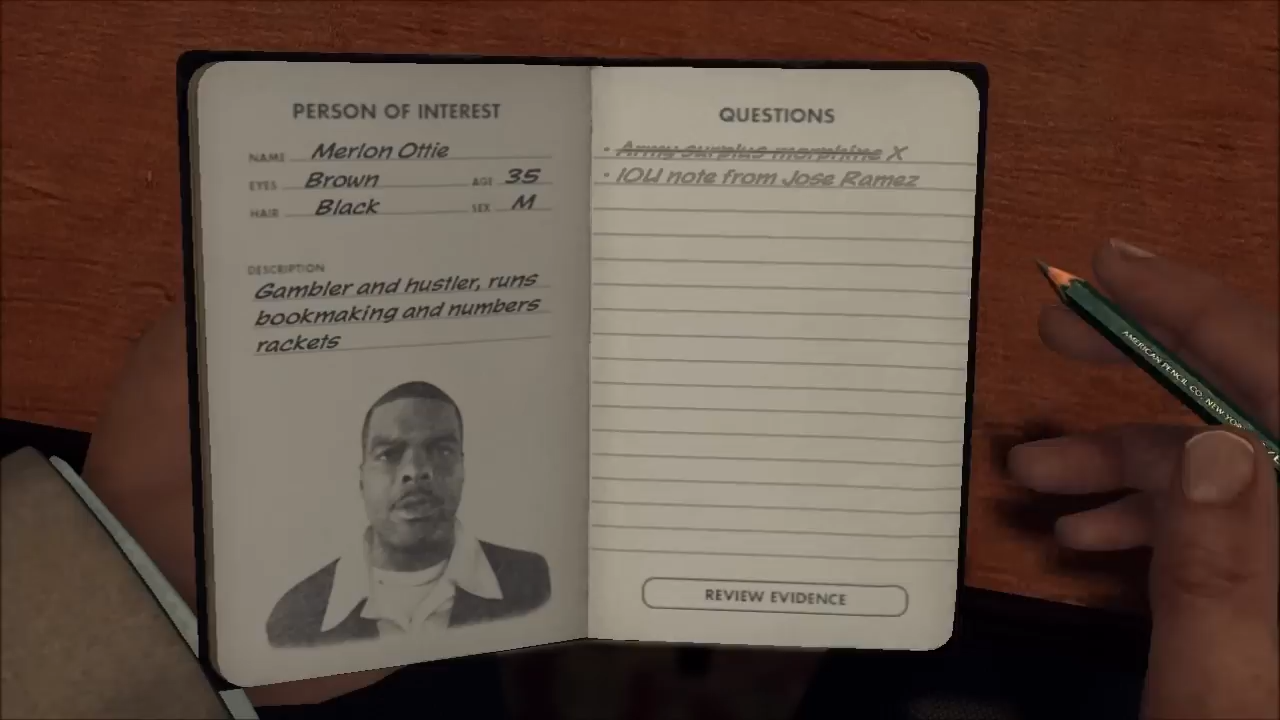 PERSON OF INTEREST
NAME Merlon Ottie
EYES Brown AGE 35
HAIR Black SEX M
DESCRIPTION
Gambler and hustler, runs
bookmaking and numbers
rackets
QUESTIONS
· Army surplus morphine X
· IOU note from Jose Ramez
REVIEW EVIDENCE
AMERICAN PENCIL CO. NEW YOR